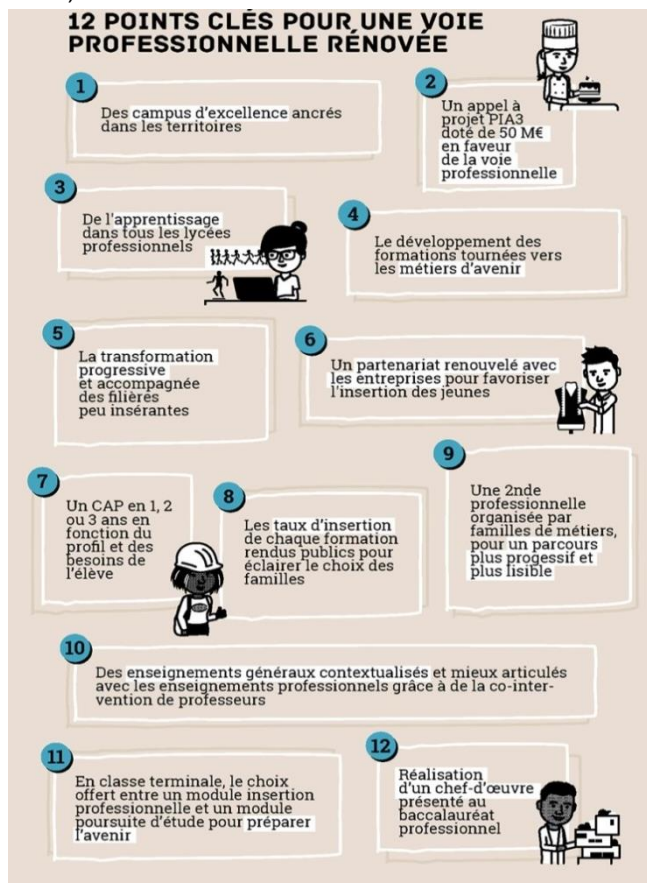 12 POINTS CLÉS POUR UNE VOIE
PROFESSIONNELLE RÉNOVÉE
1
Des campus d'excellence ancrés
dans les territoires
2
Un appel à
projet PIA3
doté de 50 M€
en faveur
de la voie
professionnelle
3
De l'apprentissage
dans tous les lycées
professionnels
4
Le développement des
formations tournées vers
les métiers d'avenir
5
La transformation
progressive
et accompagnée
des filières
peu insérantes
6
Un partenariat renouvelé avec
les entreprises pour favoriser
l'insertion des jeunes
7
Un CAP en 1, 2
ou 3 ans en
fonction du
profil et des
besoins de
l'élève
8
Les taux d'insertion
de chaque formation
rendus publics pour
éclairer le choix des
familles
9
Une 2nde
professionnelle
organisée par
familles de métiers,
pour un parcours
plus progessif et
plus lisible
10
Des enseignements généraux contextualisés et mieux articulés
avec les enseignements professionnels grâce à de la co-inter-
vention de professeurs
11
En classe terminale, le choix
offert entre un module insertion
professionnelle et un module
poursuite d'étude pour préparer
l'avenir
12
Réalisation
d'un chef-d'œuvre
présenté au
baccalauréat
professionnel